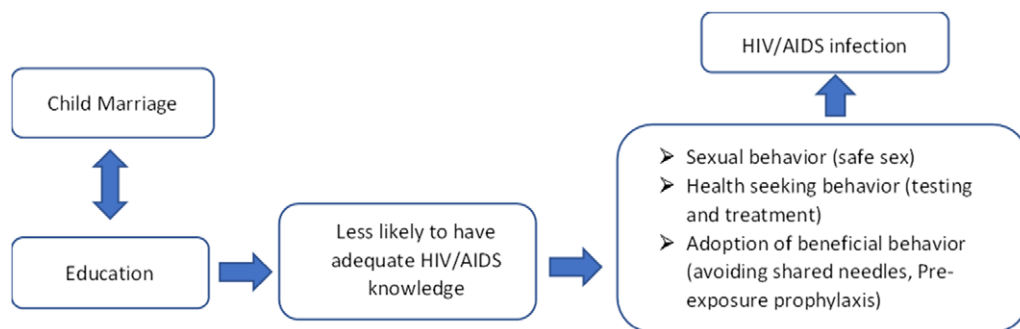 HIV/AIDS infection
Child Marriage
Education
Less likely to have
adequate HIV/AIDS
knowledge
➢ Sexual behavior (safe sex)
➢ Health seeking behavior (testing
and treatment)
➢ Adoption of beneficial behavior
(avoiding shared needles, Pre-
exposure prophylaxis)